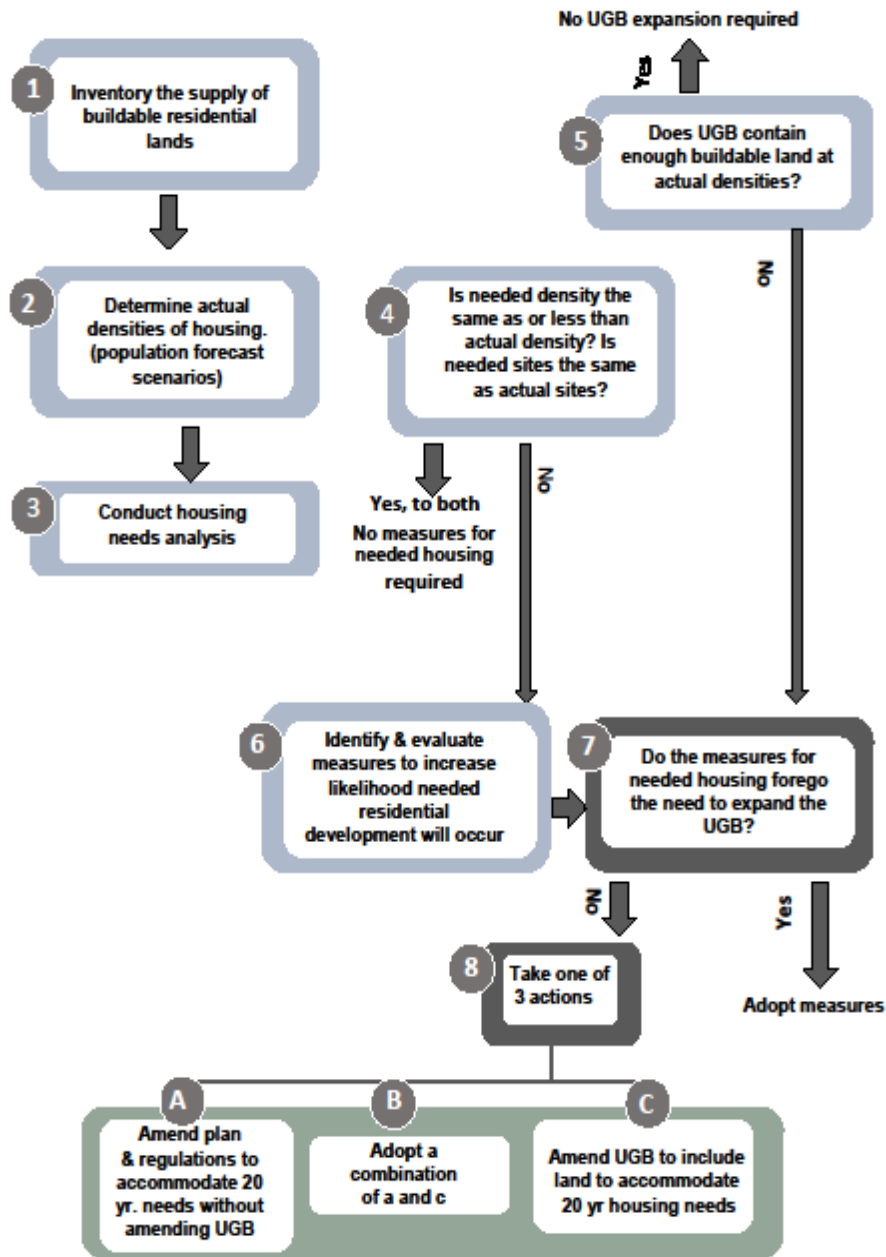 No UGB expansion required
Yes
1
Inventory the supply of
buildable residential
lands
5
Does UGB contain
enough buildable land at
actual densities?
No
2
Determine actual
densities of housing.
(population forecast
scenarios)
4
Is needed density the
same as or less than
actual density? Is
needed sites the same
as actual sites?
No
Yes, to both
No measures for
needed housing
required
3
Conduct housing
needs analysis
6
Identify & evaluate
measures to increase
likelihood needed
residential
development will occur
7
Do the measures for
needed housing forego
the need to expand the
UGB?
No
Yes
Adopt measures
8
Take one of
3 actions
A
Amend plan
& regulations to
accommodate 20
yr. needs without
amending UGB
B
Adopt a
combination
of a and c
C
Amend UGB to include
land to accommodate
20 yr housing needs